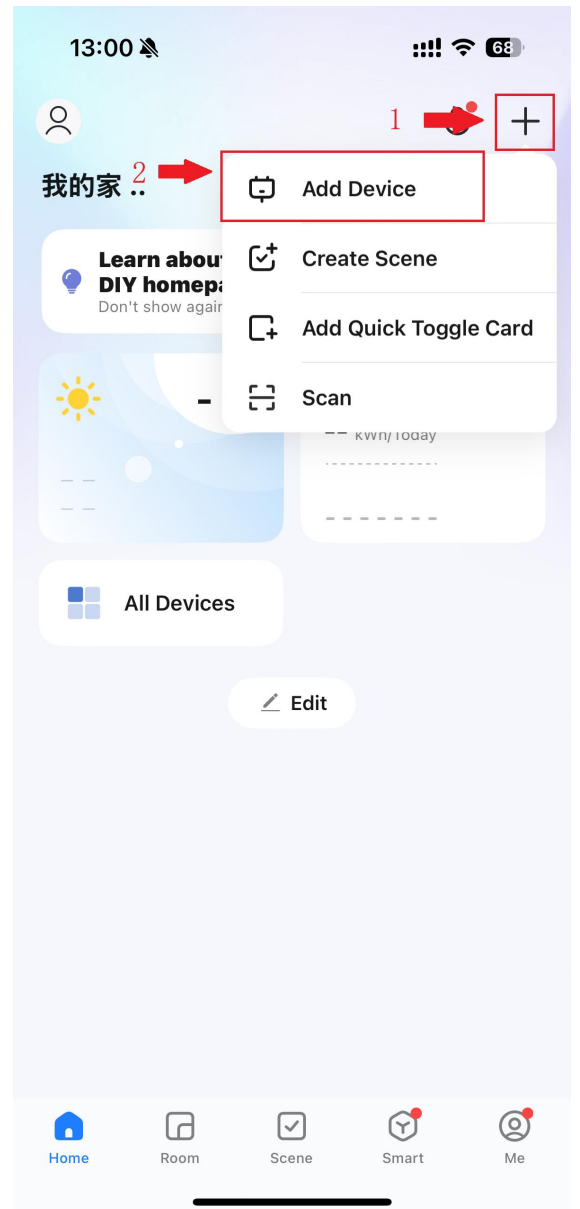 13:00
68
1
我的家 ..
2
Add Device
Create Scene
Add Quick Toggle Card
Scan
Learn about
DIY homepa
Don't show again
-- kWh/Today
All Devices
Edit
Home
Room
Scene
Smart
Me